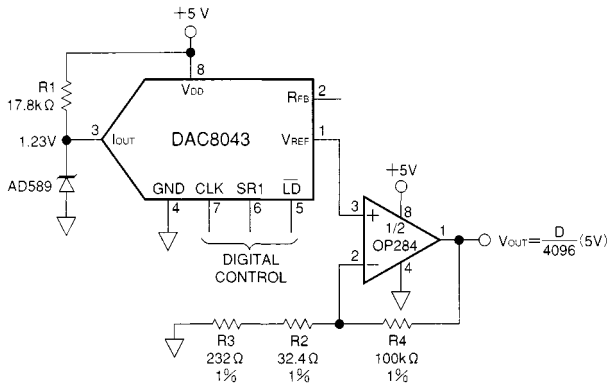 +5 V
8
VDD
R1
17.8kΩ
RFB 2
3 IOUT
DAC8043
1.23V
VREF 1
AD589
GND CLK SR1 LD
4 7 6 5
DIGITAL
CONTROL
+5V
3 + 8
1/2
OP284
1
2 − 4
VOUT= D/4096 (5V)
R3
232Ω
1%
R2
32.4Ω
1%
R4
100kΩ
1%